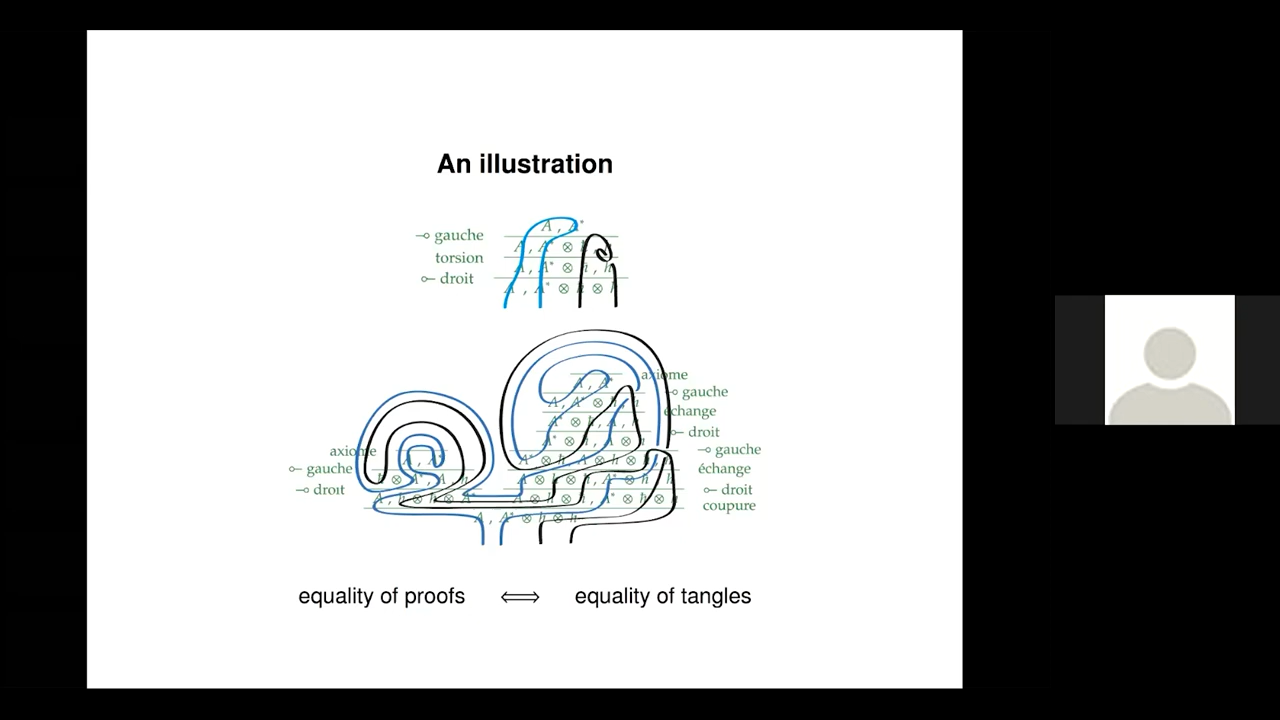 An illustration
A , A*
⊸ gauche
A , A* ⊗
torsion
A , A* ⊗ h , h
⟜ droit
A , A* ⊗ h ⊗ h
axiome
A , A*
⊸ gauche
A , A* ⊗ h , h
échange
A* ⊗ h , A , h
⟜ droit
A* ⊗ h , A ⊗ h
⊸ gauche
A* ⊗ h , A ⊗ h ⊗
axiome
A , A*
échange
⟜ gauche
h ⊗ A* , A , h
A ⊗ h ⊗ h , A* ⊗ h ⊗
⊸ droit
A , h ⊗ h ⊗ A*
A ⊗ h ⊗ h , A* ⊗ h ⊗ h
⟜ droit
coupure
A , A* ⊗ h ⊗ h
equality of proofs ⟺ equality of tangles